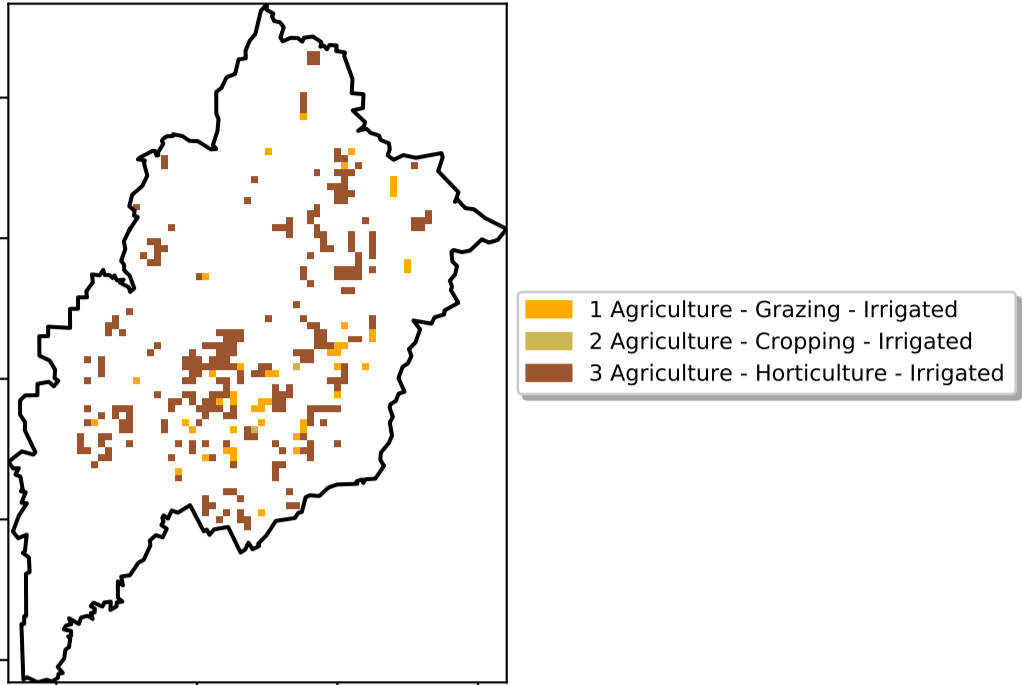 1 Agriculture - Grazing - Irrigated
2 Agriculture - Cropping - Irrigated
3 Agriculture - Horticulture - Irrigated